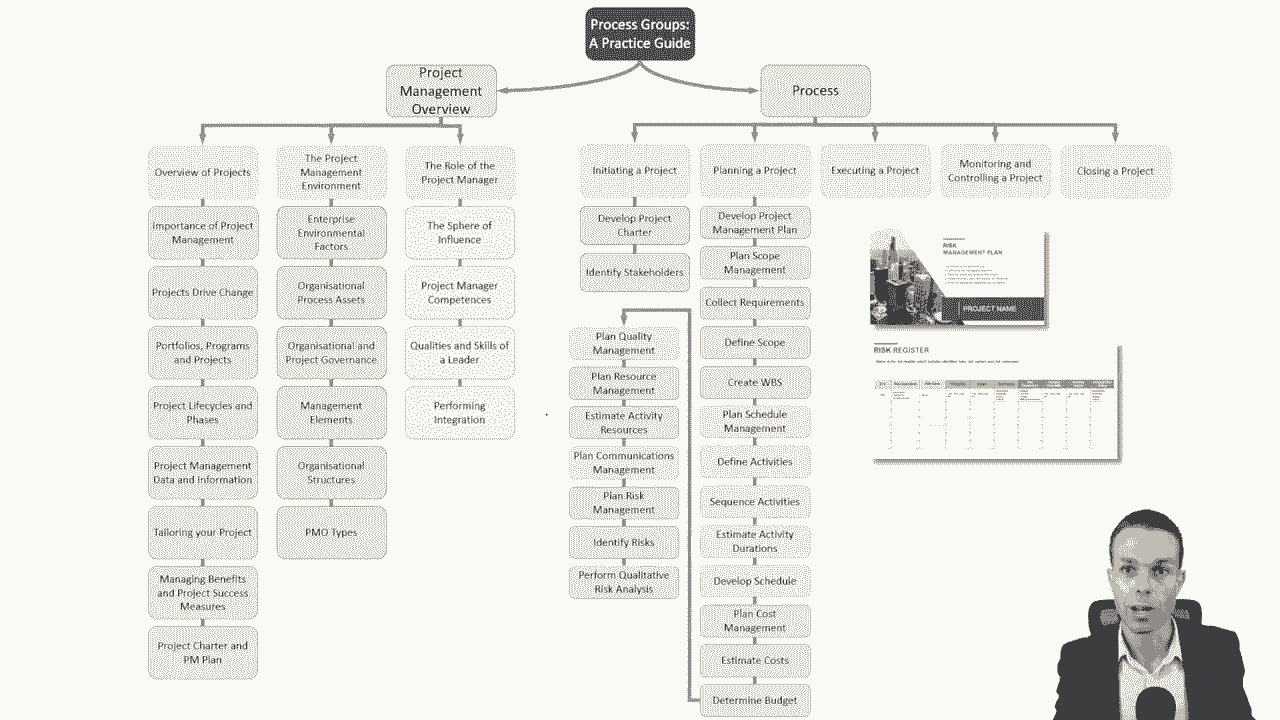 Process Groups:
A Practice Guide
Project
Management
Overview
Process
Overview of Projects
The Project
Management
Environment
The Role of the
Project Manager
Initiating a Project
Planning a Project
Executing a Project
Monitoring and
Controlling a Project
Closing a Project
Importance of Project
Management
Projects Drive
Portfolios, Programs
Project Lifecycles and
Phases
Project Management
Data and Information
Tailoring your Project
Managing Benefits
and Project Success
Measures
Project Charter and
PM Plan
Enterprise
Environmental
Factors
Organisational
Process Assets
Organisational and
Project Governance
Management
Elements
Organisational
Structures
PMO Types
The Sphere of
Influence
Project Manager
Competences
Qualities and Skills of
a Leader
Performing
Integration
Develop Project
Charter
Identify Stakeholders
Develop Project
Management Plan
Plan Scope
Management
Collect Requirements
Define Scope
Create WBS
Plan Schedule
Management
Define Activities
Sequence Activities
Estimate Activity
Durations
Develop Schedule
Plan Cost
Management
Estimate Costs
Determine Budget
Plan Quality
Management
Plan Resource
Management
Estimate Activity
Resources
Plan Communications
Management
Plan Risk
Management
Identify Risks
Perform Qualitative
Risk Analysis
RISK
MANAGEMENT PLAN
PROJECT NAME
RISK REGISTER